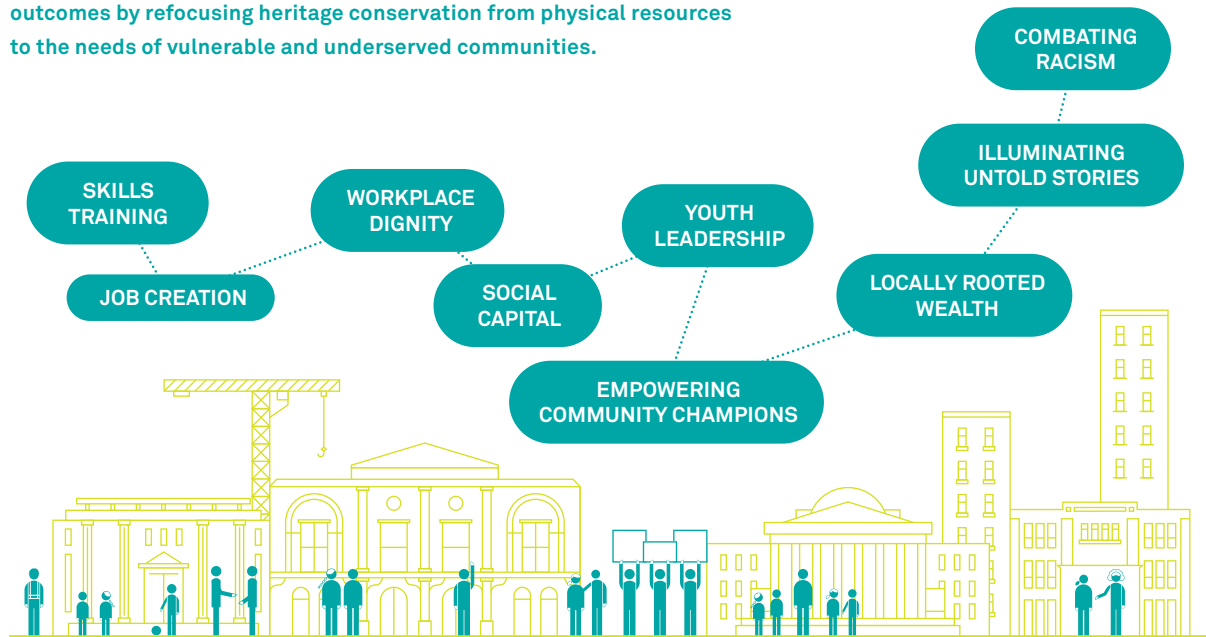 outcomes by refocusing heritage conservation from physical resources
to the needs of vulnerable and underserved communities.
COMBATING
RACISM
ILLUMINATING
UNTOLD STORIES
SKILLS
TRAINING
WORKPLACE
DIGNITY
YOUTH
LEADERSHIP
JOB CREATION
SOCIAL
CAPITAL
LOCALLY ROOTED
WEALTH
EMPOWERING
COMMUNITY CHAMPIONS